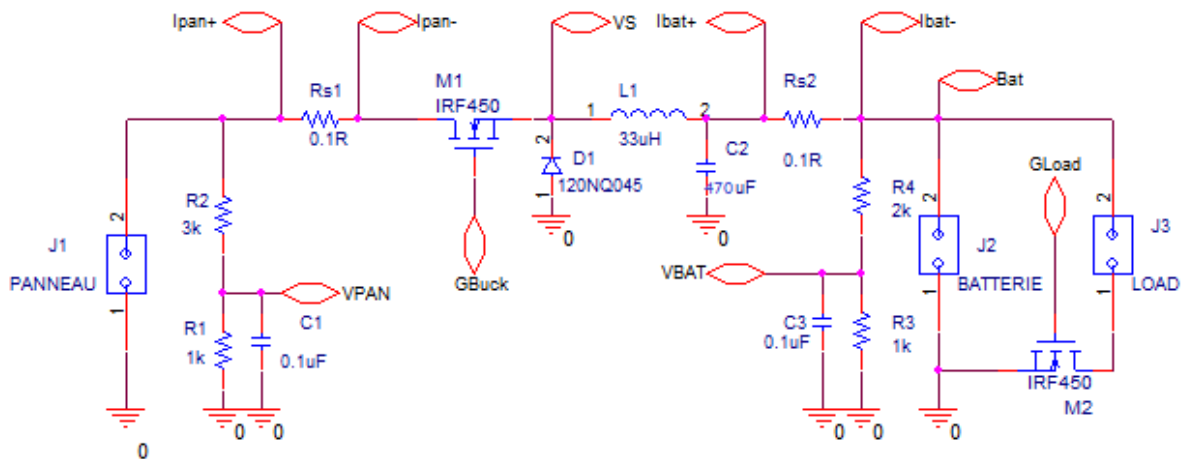 Ipan+
Ipan-
VS
Ibat+
Ibat-
Bat
Rs1
0.1R
M1
IRF450
1
L1
2
33uH
Rs2
0.1R
2
D1
120NQ045
1
0
C2
470uF
0
GLoad
R2
3k
2
J1
PANNEAU
1
GBuck
R4
2k
2
J2
BATTERIE
1
2
J3
LOAD
1
VPAN
VBAT
R1
1k
C1
0.1uF
C3
0.1uF
R3
1k
IRF450
M2
0
0
0
0
0
0